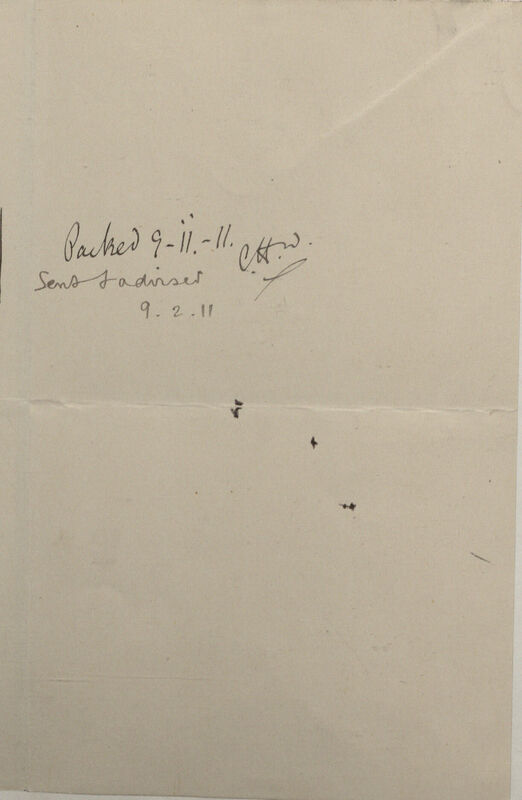 Packed 9-ii-11. C.H.W.
Sent & advised
9.2.11